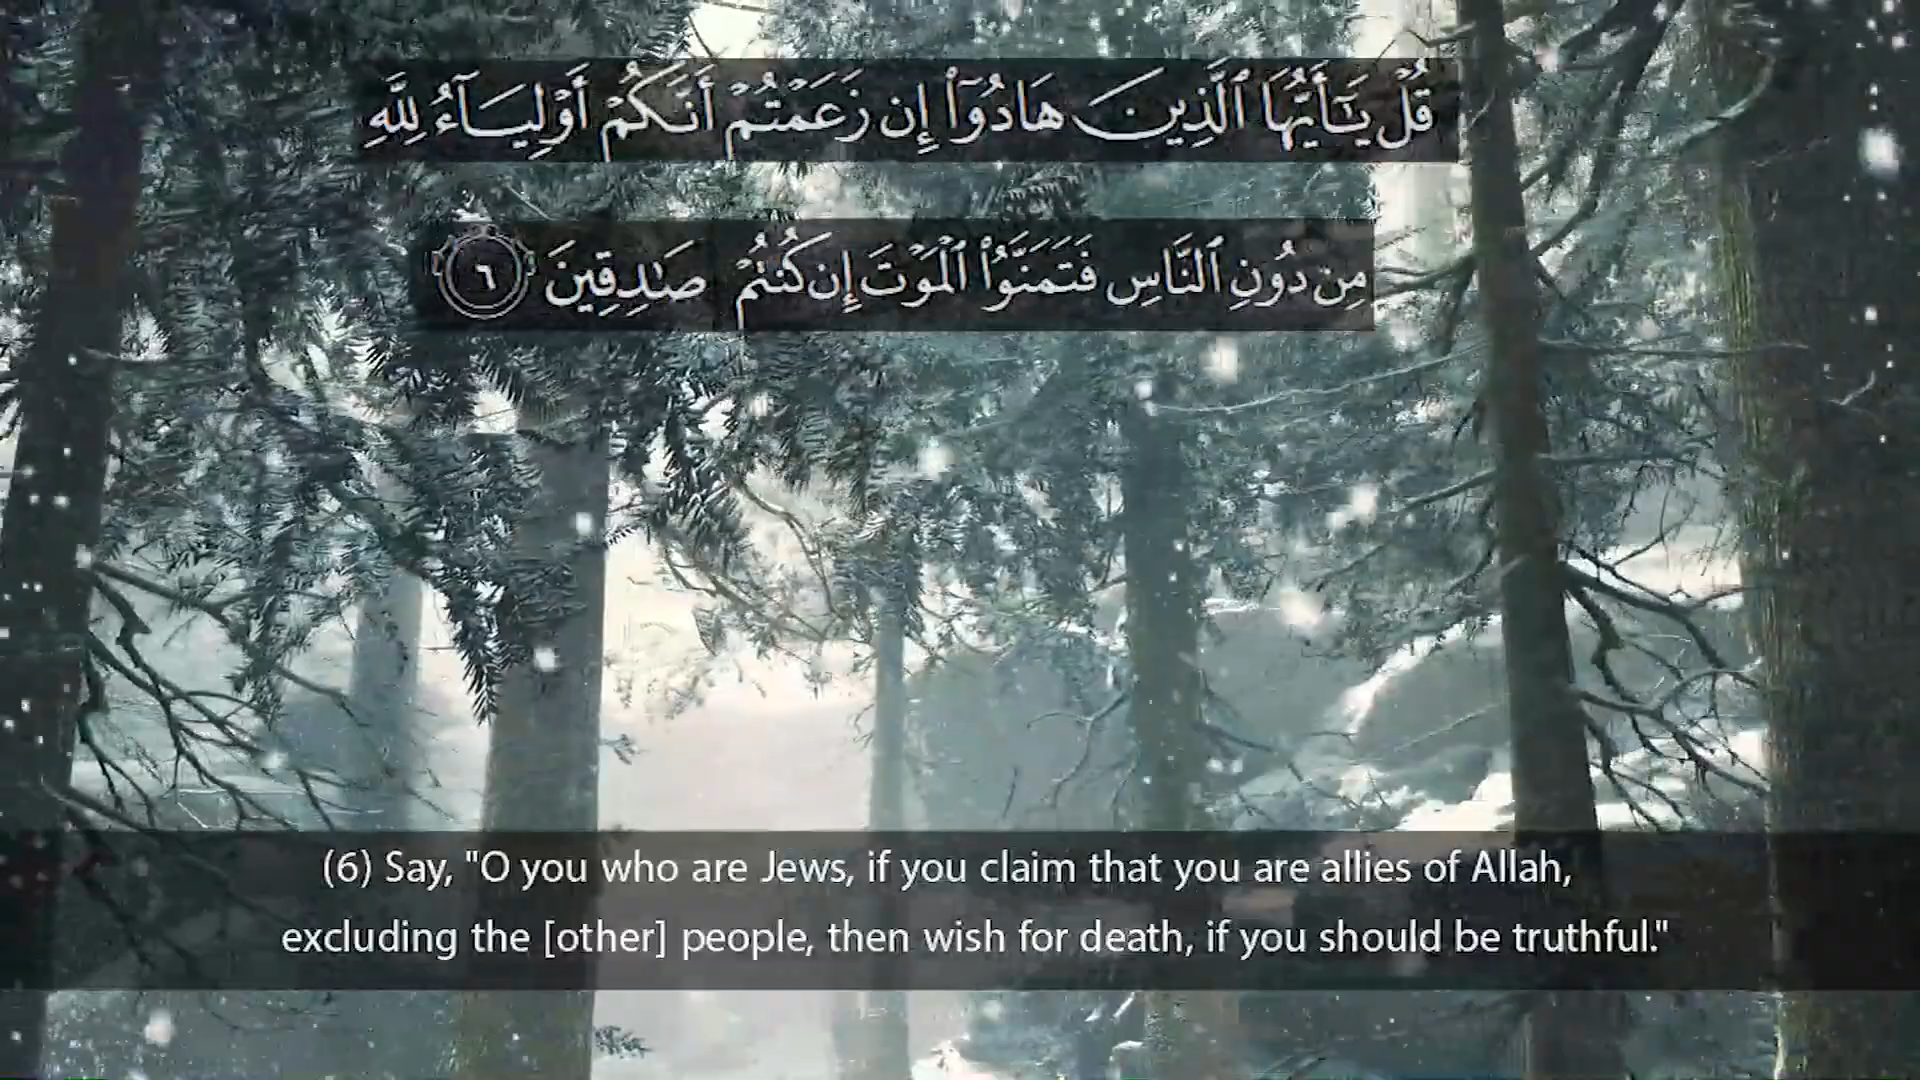 قُلْ يَـٰٓأَيُّهَا ٱلَّذِينَ هَادُوٓا۟ إِن زَعَمْتُمْ أَنَّكُمْ أَوْلِيَآءُ لِلَّهِ
مِن دُونِ ٱلنَّاسِ فَتَمَنَّوُا۟ ٱلْمَوْتَ إِن كُنتُمْ صَـٰدِقِينَ ٦
(6) Say, "O you who are Jews, if you claim that you are allies of Allah,
excluding the [other] people, then wish for death, if you should be truthful."